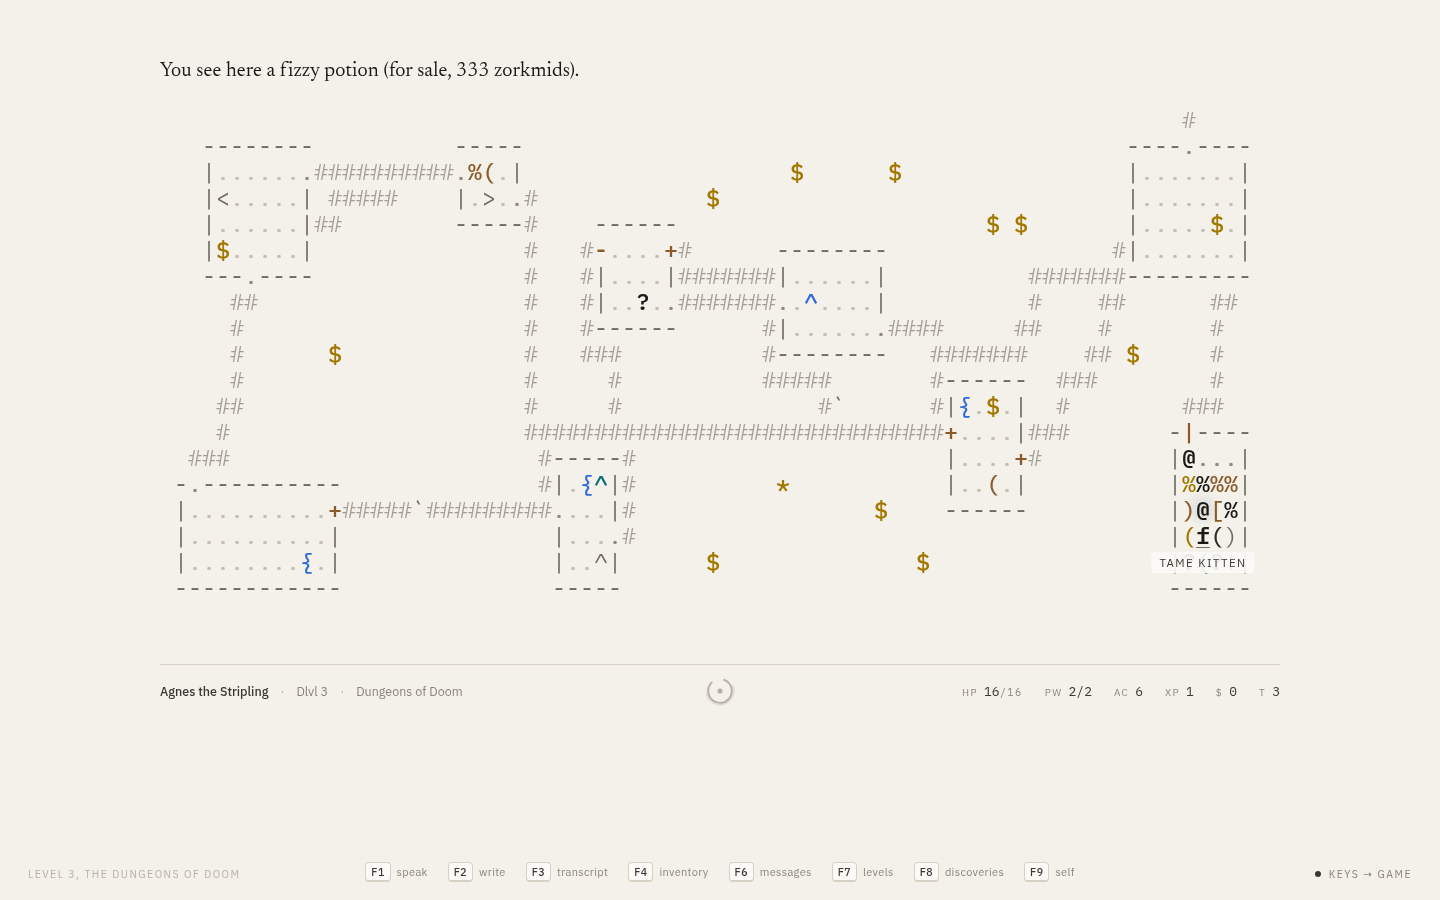 You see here a fizzy potion (for sale, 333 zorkmids).
#
-------- ----- ----.----
|.......##############.%(.| $ $ |.......|
|<.....| ##### |.>..# $ |.......|
|......|## -----# ------ $ $ |.....$.|
|$.....| # #-....+# -------- #|.......|
---.---- # #|....|#######|......| #######---------
## # #|..?..#######..^....| # ## ##
# # #------ #|.......#### ## # #
# $ # ### #-------- ####### ## $ #
# # # ##### #------ ### #
## # # #` #|{.$.| # ###
# ##############################+....|### -|----
### #-----# |....+# |@...|
-.---------- #|.{^|# * |..(.| |%%%%|
|..........+#####`#########....|# $ ------ |)@[%|
|..........| |....# |(f()|
|........{.| |..^| $ $ TAME KITTEN
------------ ----- ------
Agnes the Stripling · Dlvl 3 · Dungeons of Doom HP 16/16 PW 2/2 AC 6 XP 1 $ 0 T 3
LEVEL 3, THE DUNGEONS OF DOOM F1 speak F2 write F3 transcript F4 inventory F6 messages F7 levels F8 discoveries F9 self KEYS → GAME